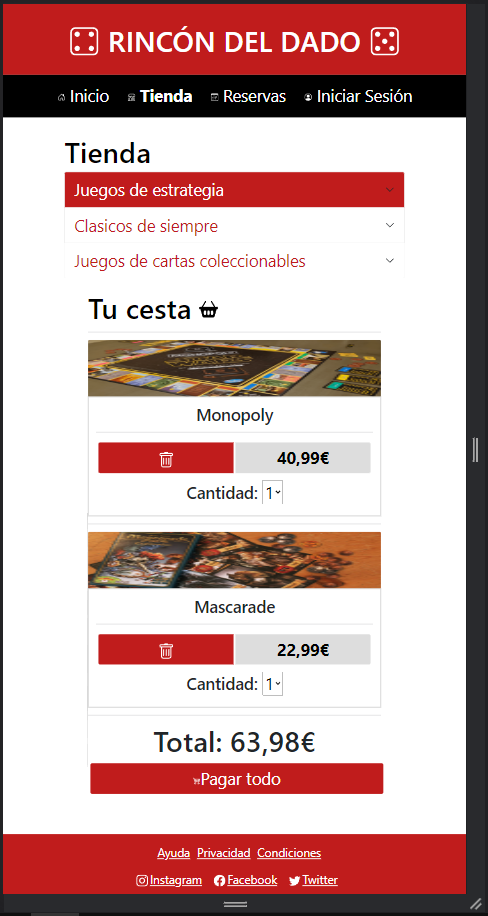 RINCÓN DEL DADO
Inicio Tienda Reservas Iniciar Sesión
Tienda
Juegos de estrategia
Clasicos de siempre
Juegos de cartas coleccionables
Tu cesta
Monopoly
40,99€
Cantidad: 1
Mascarade
22,99€
Cantidad: 1
Total: 63,98€
Pagar todo
Ayuda Privacidad Condiciones
Instagram Facebook Twitter